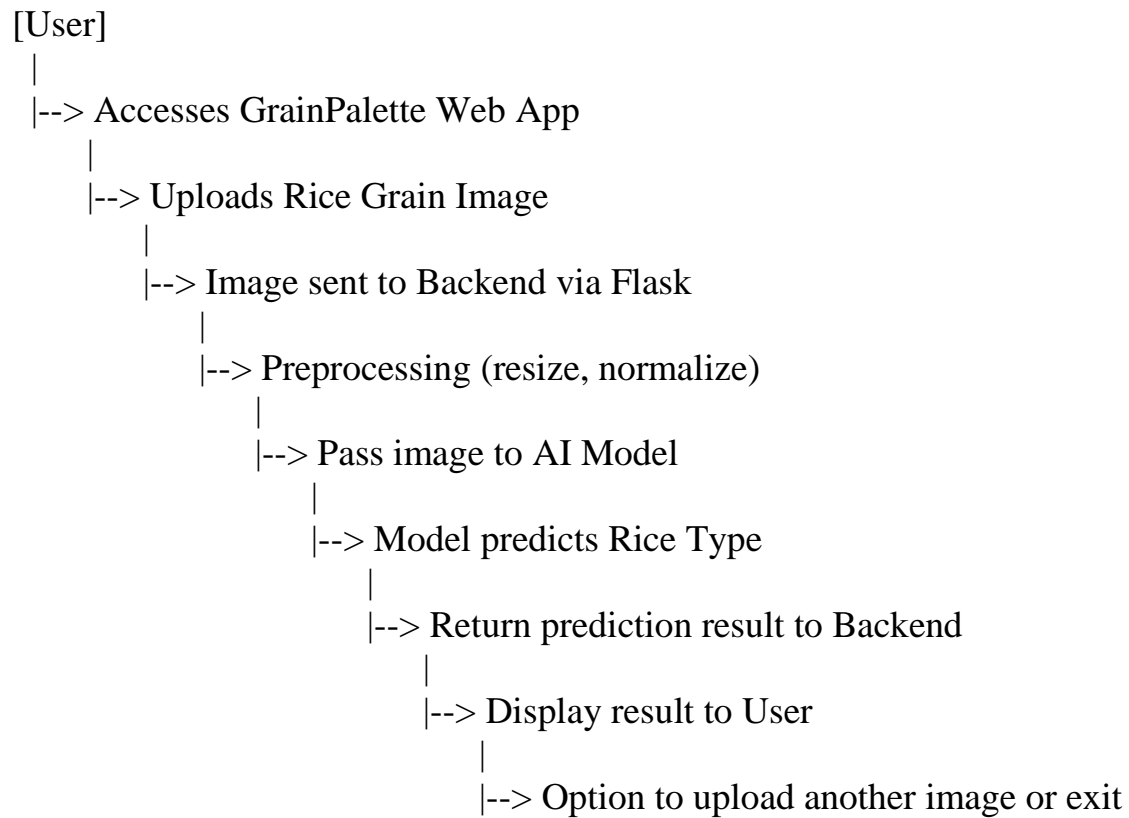 [User]
|
|--> Accesses GrainPalette Web App
|
|--> Uploads Rice Grain Image
|
|--> Image sent to Backend via Flask
|
|--> Preprocessing (resize, normalize)
|
|--> Pass image to AI Model
|
|--> Model predicts Rice Type
|
|--> Return prediction result to Backend
|
|--> Display result to User
|
|--> Option to upload another image or exit